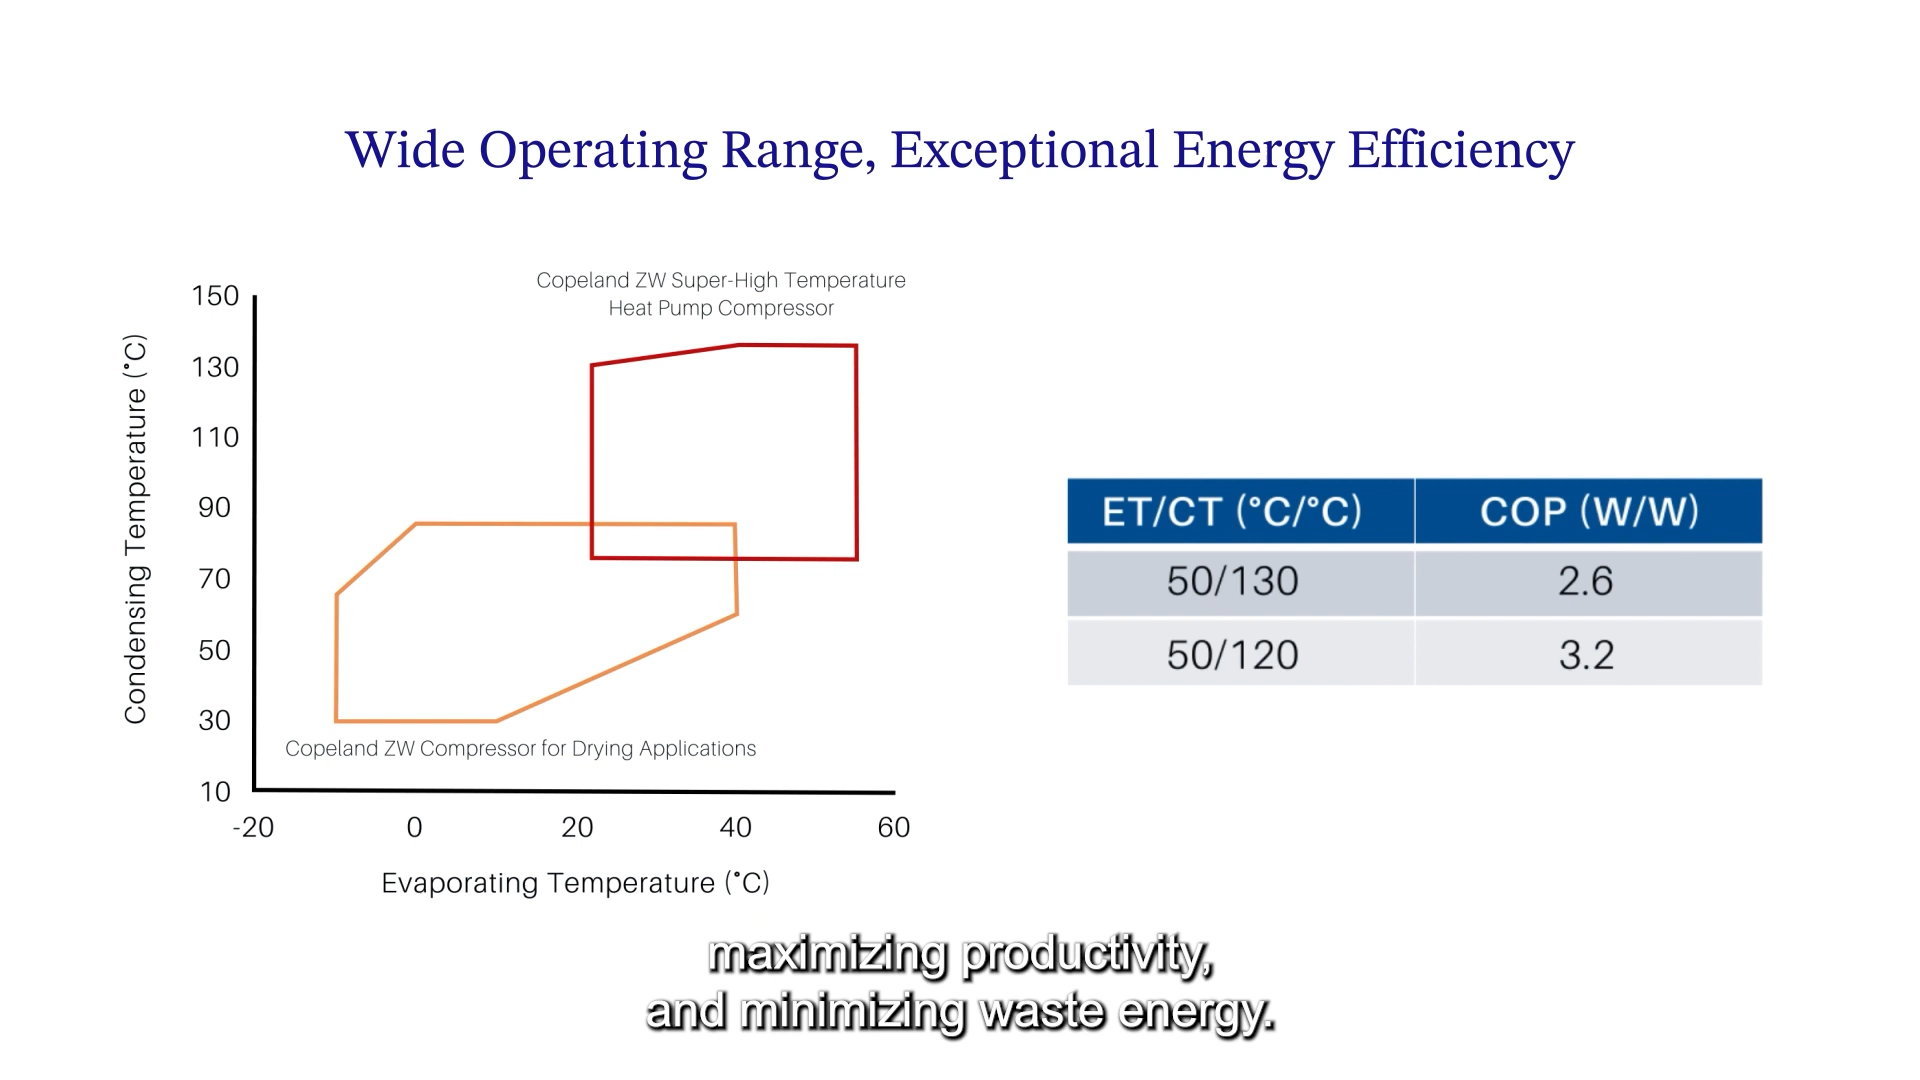 Wide Operating Range, Exceptional Energy Efficiency
Copeland ZW Super-High Temperature
Heat Pump Compressor
150
130
110
90
70
50
30
10
Condensing Temperature (°C)
Copeland ZW Compressor for Drying Applications
-20 0 20 40 60
Evaporating Temperature (°C)
ET/CT (°C/°C) COP (W/W)
50/130 2.6
50/120 3.2
maximizing productivity,
and minimizing waste energy.